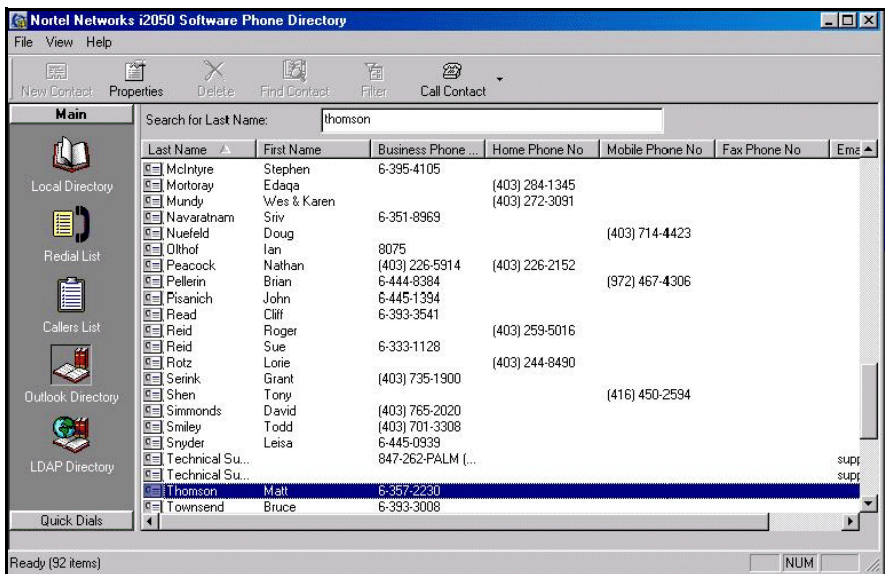 Nortel Networks i2050 Software Phone Directory
File View Help
New Contact Properties Delete Find Contact Filter Call Contact
Main
Search for Last Name: thomson
Last Name First Name Business Phone ... Home Phone No Mobile Phone No Fax Phone No Ema
McIntyre Stephen 6-395-4105
Mortoray Edaqa (403) 284-1345
Mundy Wes & Karen (403) 272-3091
Navaratnam Sriv 6-351-8969
Nuefeld Doug (403) 714-4423
Olthof Ian 8075
Peacock Nathan (403) 226-5914 (403) 226-2152
Pellerin Brian 6-444-8384 (972) 467-4306
Pisanich John 6-445-1394
Read Cliff 6-393-3541
Reid Roger (403) 259-5016
Reid Sue 6-333-1128
Rotz Lorie (403) 244-8490
Serink Grant (403) 735-1900
Shen Tony (416) 450-2594
Simmonds David (403) 765-2020
Smiley Todd (403) 701-3308
Snyder Leisa 6-445-0939
Technical Su... 847-262-PALM (... supp
Technical Su... supp
Thomson Matt 6-357-2230
Townsend Bruce 6-393-3008
Local Directory
Redial List
Callers List
Outlook Directory
LDAP Directory
Quick Dials
Ready (92 items) NUM